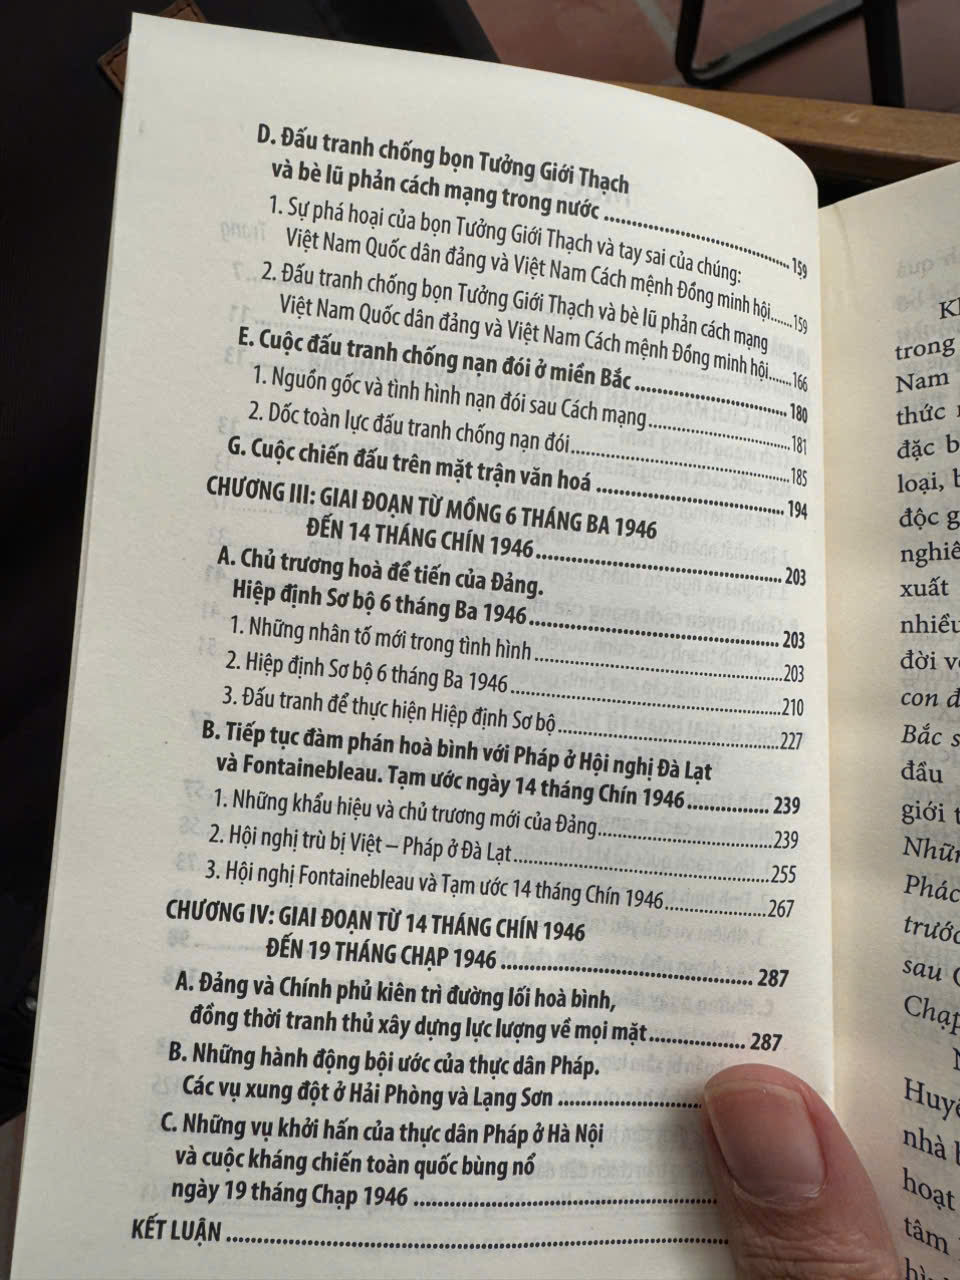 D. Đấu tranh chống bọn Tưởng Giới Thạch
và bè lũ phản cách mạng trong nước ........................ 159
1. Sự phá hoại của bọn Tưởng Giới Thạch và tay sai của chúng:
Việt Nam Quốc dân đảng và Việt Nam Cách mệnh Đồng minh hội......159
2. Đấu tranh chống bọn Tưởng Giới Thạch và bè lũ phản cách mạng
Việt Nam Quốc dân đảng và Việt Nam Cách mệnh Đồng minh hội......166
E. Cuộc đấu tranh chống nạn đói ở miền Bắc ........................ 180
1. Nguồn gốc và tình hình nạn đói sau Cách mạng........................181
2. Dốc toàn lực đấu tranh chống nạn đói........................185
G. Cuộc chiến đấu trên mặt trận văn hoá ........................ 194
CHƯƠNG III: GIAI ĐOẠN TỪ MỒNG 6 THÁNG BA 1946
ĐẾN 14 THÁNG CHÍN 1946........................ 203
A. Chủ trương hoà để tiến của Đảng.
Hiệp định Sơ bộ 6 tháng Ba 1946........................ 203
1. Những nhân tố mới trong tình hình ........................203
2. Hiệp định Sơ bộ 6 tháng Ba 1946........................210
3. Đấu tranh để thực hiện Hiệp định Sơ bộ ........................227
B. Tiếp tục đàm phán hoà bình với Pháp ở Hội nghị Đà Lạt
và Fontainebleau. Tạm ước ngày 14 tháng Chín 1946............... 239
1. Những khẩu hiệu và chủ trương mới của Đảng........................239
2. Hội nghị trù bị Việt – Pháp ở Đà Lạt........................255
3. Hội nghị Fontainebleau và Tạm ước 14 tháng Chín 1946...............267
CHƯƠNG IV: GIAI ĐOẠN TỪ 14 THÁNG CHÍN 1946
ĐẾN 19 THÁNG CHẠP 1946 ........................ 287
A. Đảng và Chính phủ kiên trì đường lối hoà bình,
đồng thời tranh thủ xây dựng lực lượng về mọi mặt............... 287
B. Những hành động bội ước của thực dân Pháp.
Các vụ xung đột ở Hải Phòng và Lạng Sơn ........................
C. Những vụ khởi hấn của thực dân Pháp ở Hà Nội
và cuộc kháng chiến toàn quốc bùng nổ
ngày 19 tháng Chạp 1946 ........................
KẾT LUẬN ........................
trong
Nam
thức
đặc
loại,
độc
xuất
đời
con
Bắc
đầu
giới
trước
sau
nhà
hoạt
tâm